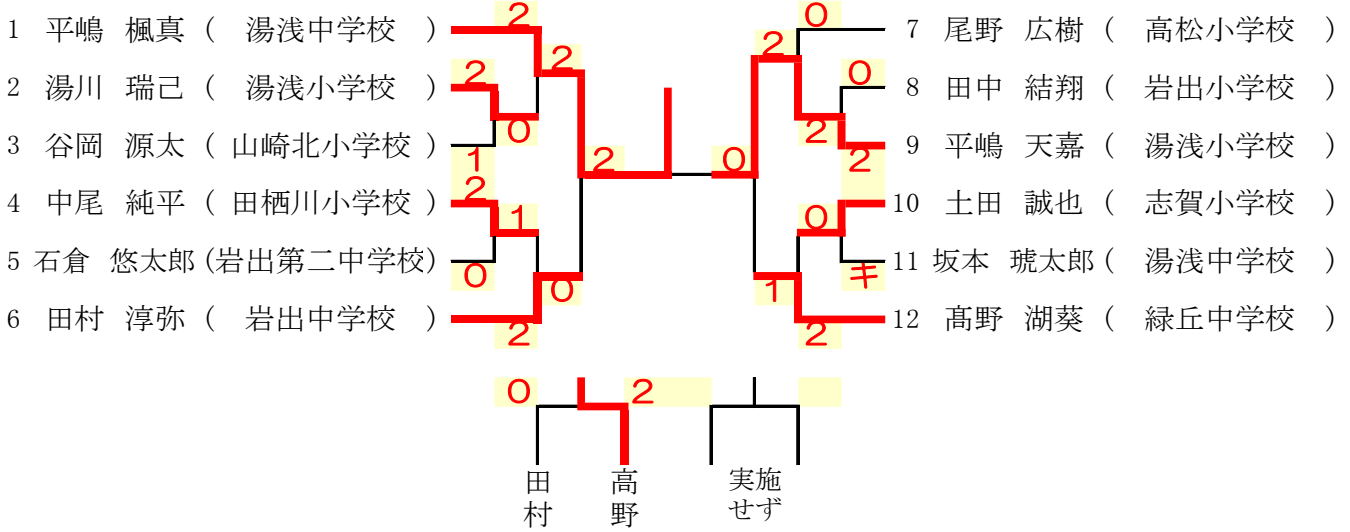 1 平嶋 楓真 ( 湯浅中学校 )
2 湯川 瑞己 ( 湯浅小学校 )
3 谷岡 源太 ( 山崎北小学校 )
4 中尾 純平 ( 田栖川小学校 )
5 石倉 悠太郎 (岩出第二中学校)
6 田村 淳弥 ( 岩出中学校 )
2
2
2
0
1
2
1
0
0
2
2
0
0
2
0
2
2
0
1
キ
2
7 尾野 広樹 ( 高松小学校 )
8 田中 結翔 ( 岩出小学校 )
9 平嶋 天嘉 ( 湯浅小学校 )
10 土田 誠也 ( 志賀小学校 )
11 坂本 琥太郎 ( 湯浅中学校 )
12 髙野 湖葵 ( 緑丘中学校 )
0 2
田村
高野
実施
せず